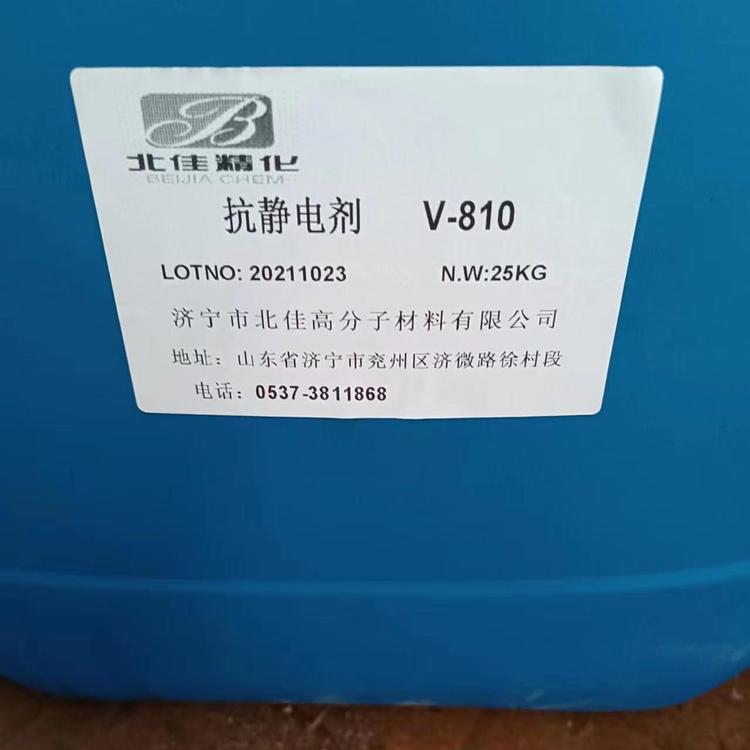 B
北佳精化
BEIJIA CHEM
抗静电剂 V-810
LOTNO: 20211023 N.W:25KG
济宁市北佳高分子材料有限公司
地址：山东省济宁市兖州区济微路徐村段
电话：0537-3811868